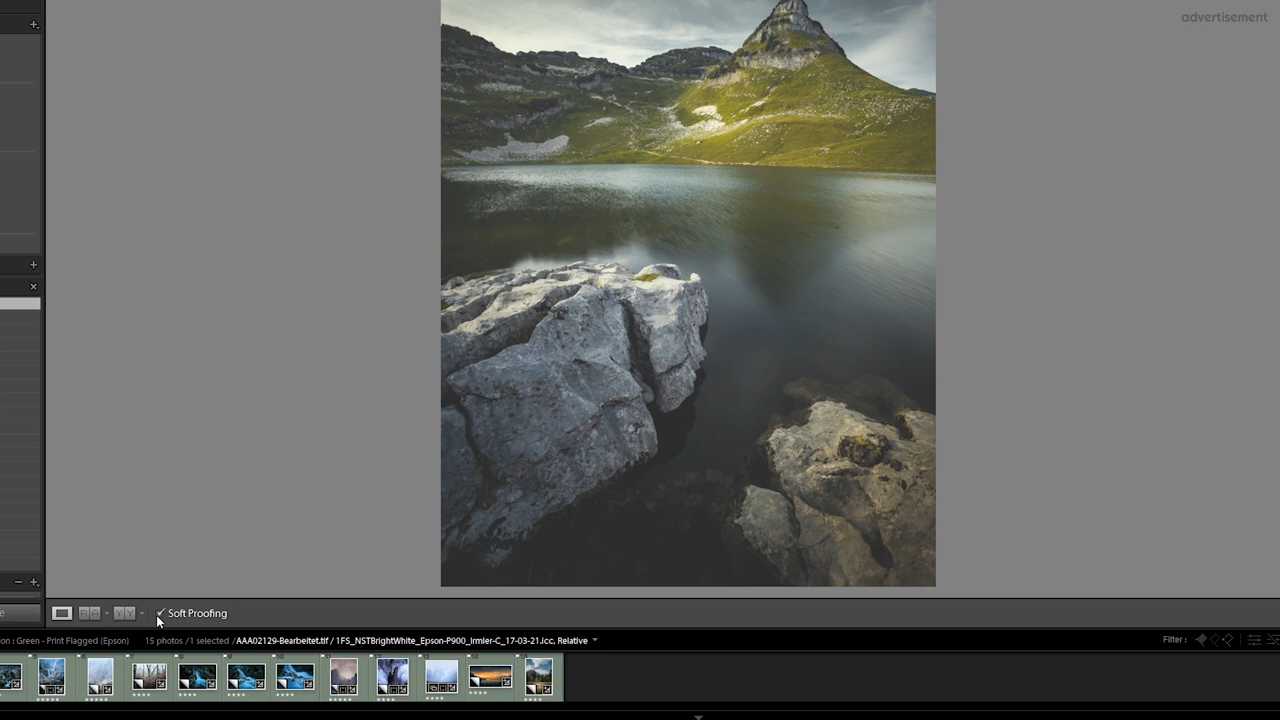 advertisement
Soft Proofing
on : Green - Print Flagged (Epson) 15 photos / 1 selected / AAA02129-Bearbeitet.tif / 1FS_NSTBrightWhite_Epson-P900_Irmler-C_17-03-21.icc, Relative
Filter :